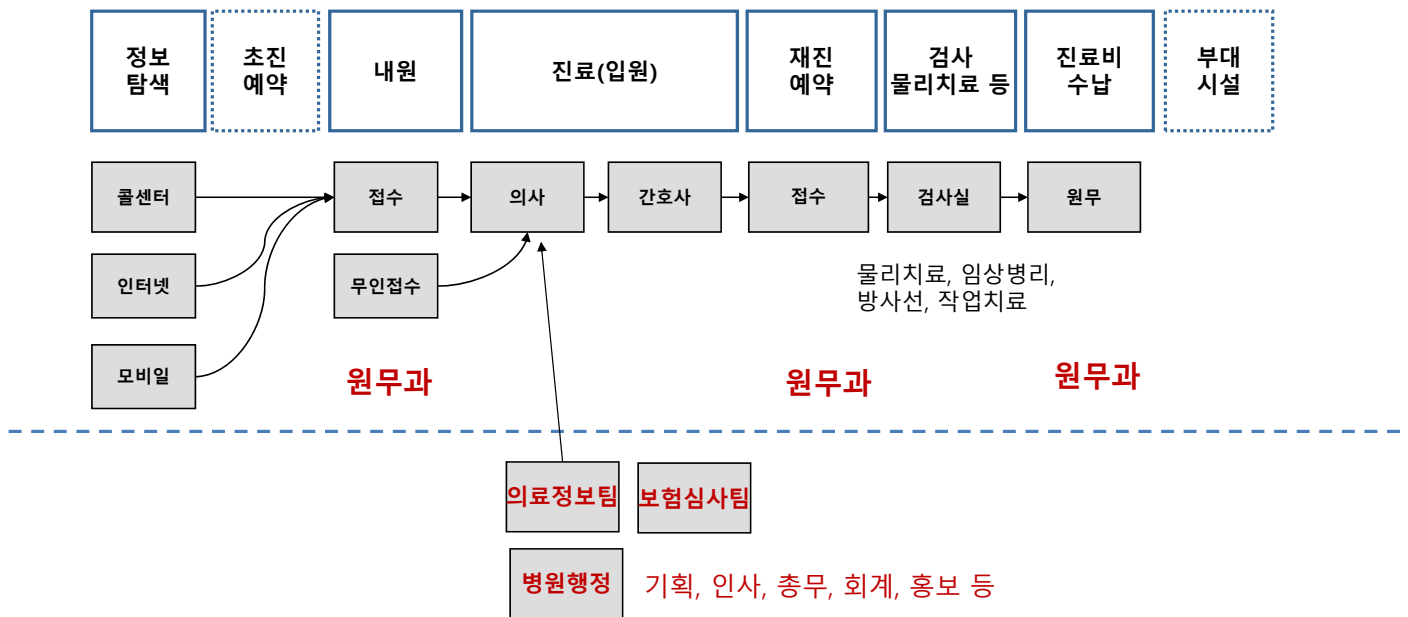 정보
탐색
초진
예약
내원
진료(입원)
재진
예약
검사
물리치료 등
진료비
수납
부대
시설
콜센터
접수
의사
간호사
접수
검사실
원무
인터넷
무인접수
물리치료, 임상병리,
방사선, 작업치료
모비일
원무과
원무과
원무과
의료정보팀
보험심사팀
병원행정
기획, 인사, 총무, 회계, 홍보 등